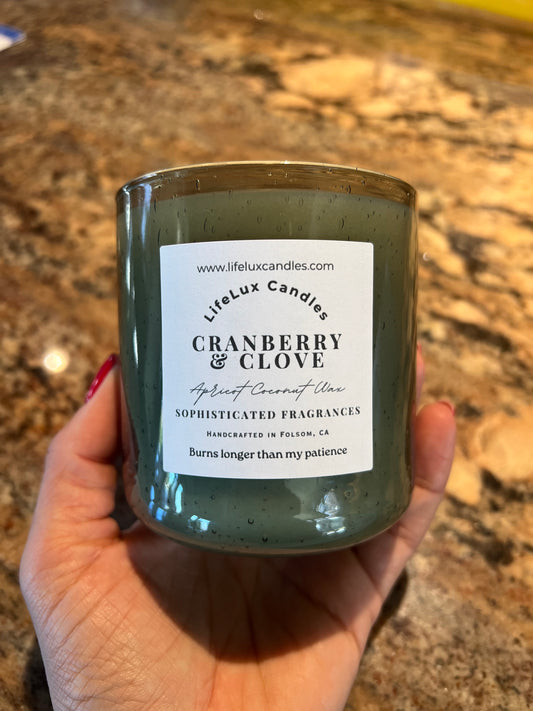 www.lifeluxcandles.com
LifeLux Candles
CRANBERRY
& CLOVE
Apricot Coconut Wax
SOPHISTICATED FRAGRANCES
HANDCRAFTED IN FOLSOM, CA
Burns longer than my patience